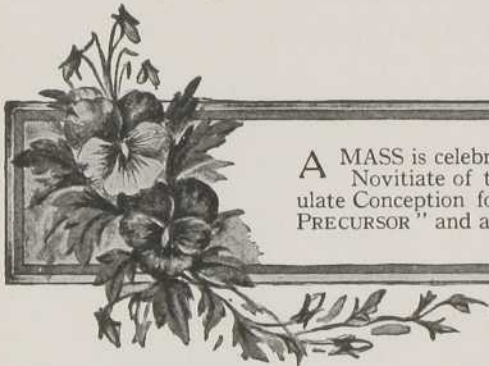 A MASS is celebr
Novitiate of t
ulate Conception fo
PRECURSOR" and a